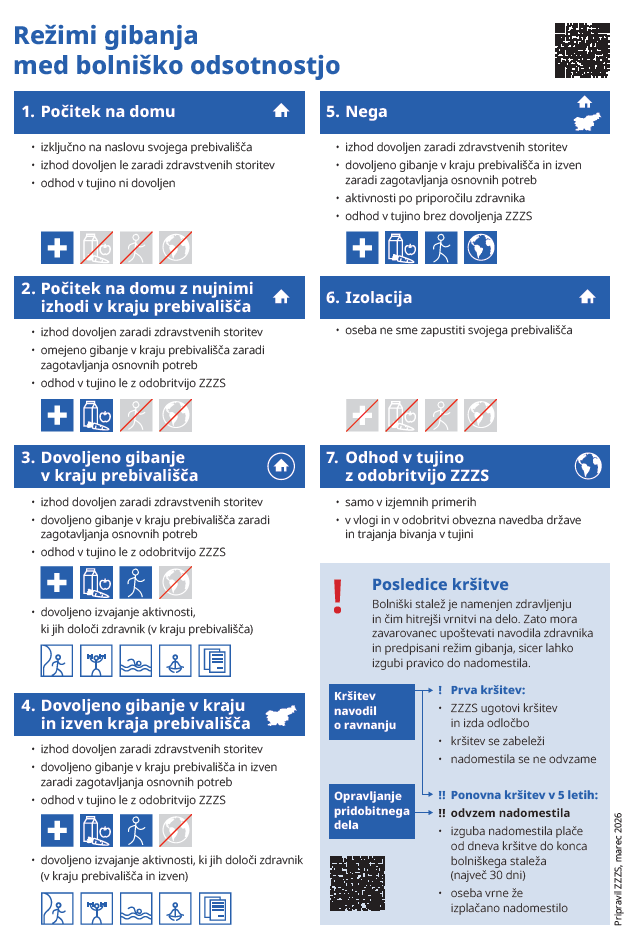 Režimi gibanja
med bolniško odsotnostjo
1. Počitek na domu
• izključno na naslovu svojega prebivališča
• izhod dovoljen le zaradi zdravstvenih storitev
• odhod v tujino ni dovoljen
2. Počitek na domu z nujnimi
izhodi v kraju prebivališča
• izhod dovoljen zaradi zdravstvenih storitev
• omejeno gibanje v kraju prebivališča zaradi
zagotavljanja osnovnih potreb
• odhod v tujino le z odobritvijo ZZZS
3. Dovoljeno gibanje
v kraju prebivališča
• izhod dovoljen zaradi zdravstvenih storitev
• dovoljeno gibanje v kraju prebivališča zaradi
zagotavljanja osnovnih potreb
• odhod v tujino le z odobritvijo ZZZS
• dovoljeno izvajanje aktivnosti,
ki jih določi zdravnik (v kraju prebivališča)
4. Dovoljeno gibanje v kraju
in izven kraja prebivališča
• izhod dovoljen zaradi zdravstvenih storitev
• dovoljeno gibanje v kraju prebivališča in izven
zaradi zagotavljanja osnovnih potreb
• odhod v tujino le z odobritvijo ZZZS
• dovoljeno izvajanje aktivnosti, ki jih določi zdravnik
(v kraju prebivališča in izven)
5. Nega
• izhod dovoljen zaradi zdravstvenih storitev
• dovoljeno gibanje v kraju prebivališča in izven
zaradi zagotavljanja osnovnih potreb
• aktivnosti po priporočilu zdravnika
• odhod v tujino brez dovoljenja ZZZS
6. Izolacija
• oseba ne sme zapustiti svojega prebivališča
7. Odhod v tujino
z odobritvijo ZZZS
• samo v izjemnih primerih
• v vlogi in v odobritvi obvezna navedba države
in trajanja bivanja v tujini
! Posledice kršitve
Bolniški stalež je namenjen zdravljenju
in čim hitrejši vrnitvi na delo. Zato mora
zavarovanec upoštevati navodila zdravnika
in predpisani režim gibanja, sicer lahko
izgubi pravico do nadomestila.
Kršitev
navodil
o ravnanju
! Prva kršitev:
• ZZZS ugotovi kršitev
in izda odločbo
• kršitev se zabeleži
• nadomestila se ne odvzame
Opravljanje
pridobitnega
dela
!! Ponovna kršitev v 5 letih:
!! odvzem nadomestila
• izguba nadomestila plače
od dneva kršitve do konca
bolniškega staleža
(največ 30 dni)
• oseba vrne že
izplačano nadomestilo
Pripravil ZZZS, marec 2026